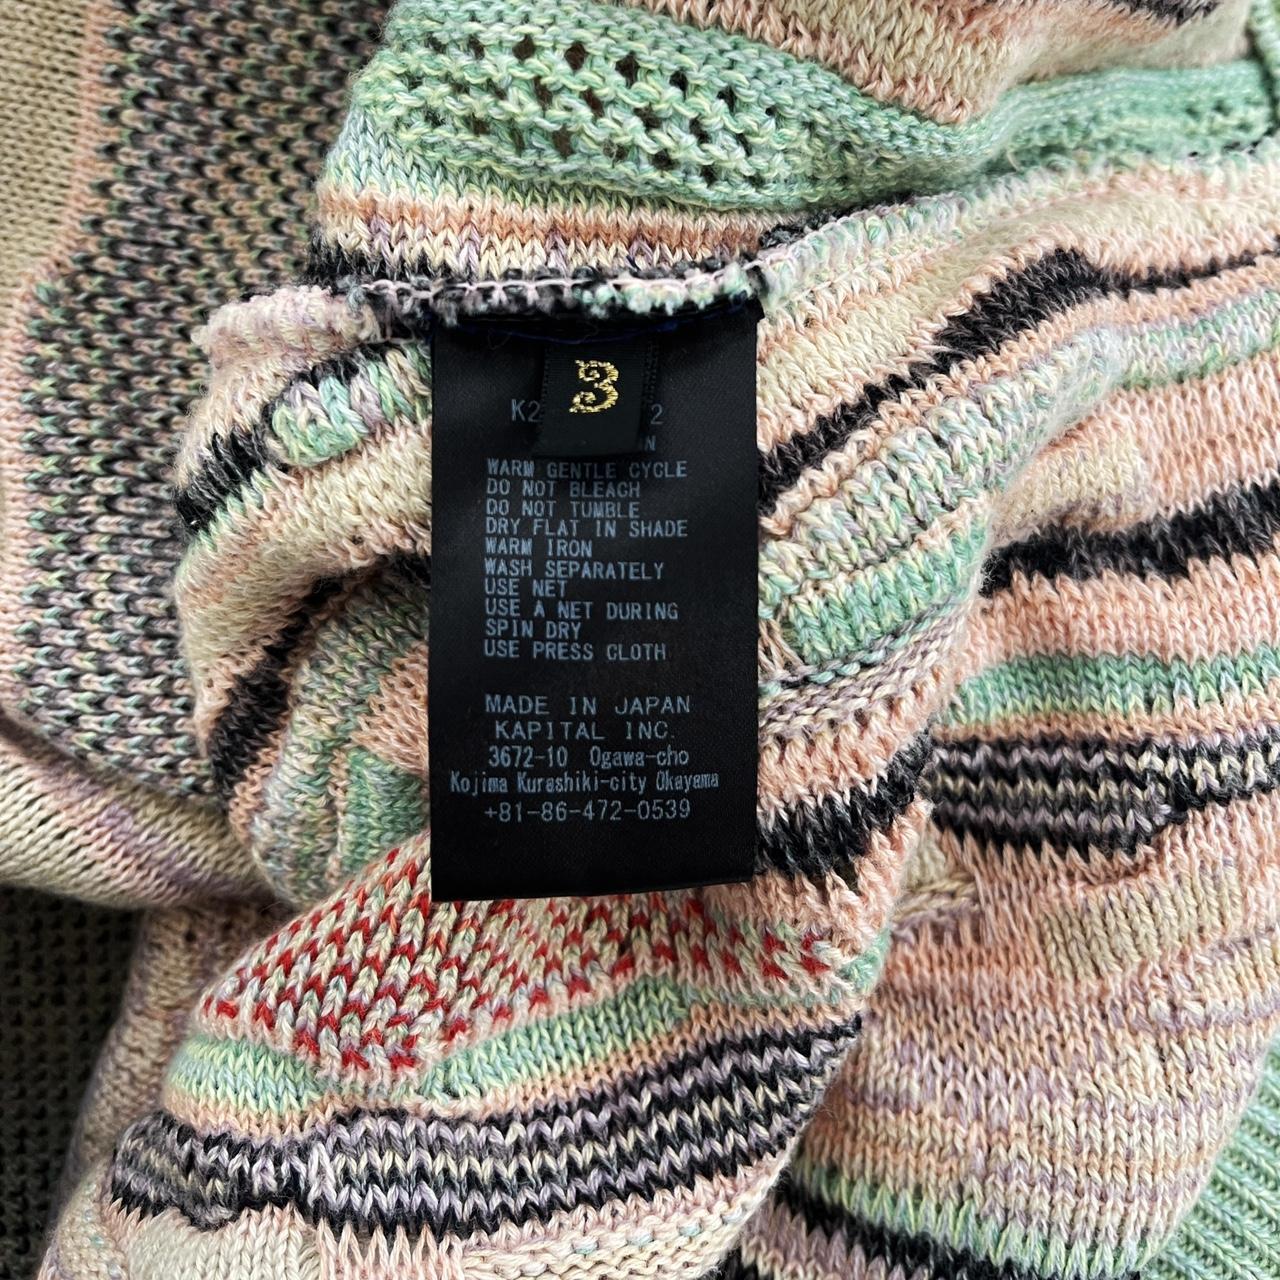 3
K2 2
WARM GENTLE CYCLE
DO NOT BLEACH
DO NOT TUMBLE
DRY FLAT IN SHADE
WARM IRON
WASH SEPARATELY
USE NET
USE A NET DURING
SPIN DRY
USE PRESS CLOTH
MADE IN JAPAN
KAPITAL INC.
3672-10 Ogawa-cho
Kojima Kurashiki-city Okayama
+81-86-472-0539